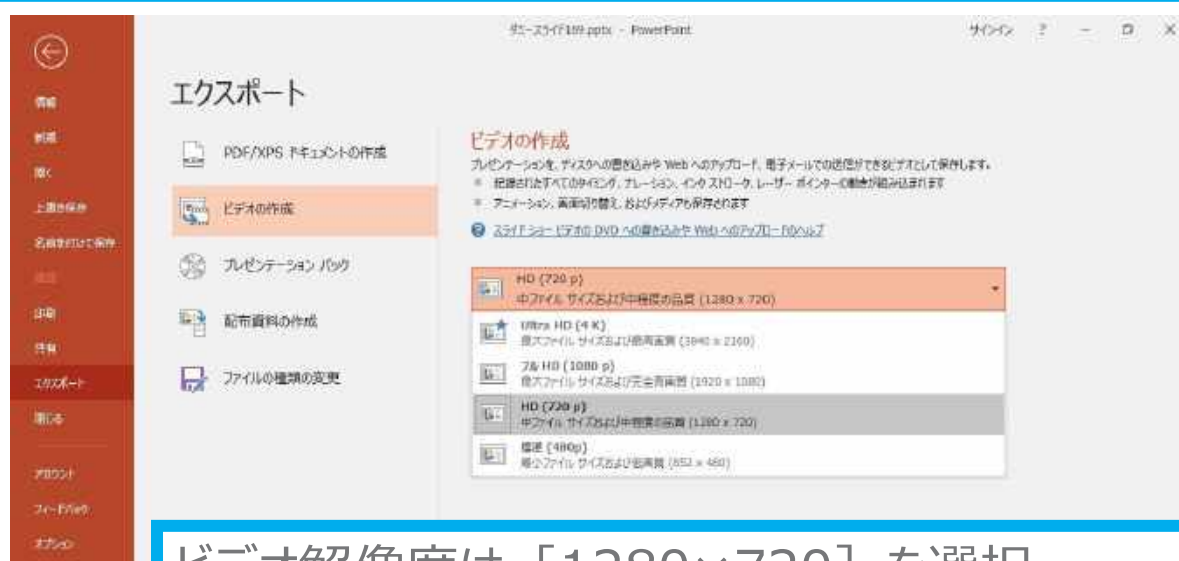 PowerPoint
サインイン ?
情報
新規
開く
上書き保存
名前を付けて保存
印刷
共有
エクスポート
閉じる
アカウント
フィードバック
オプション
エクスポート
PDF/XPS ドキュメントの作成
ビデオの作成
プレゼンテーション パック
配布資料の作成
ファイルの種類の変更
ビデオの作成
プレゼンテーションを、ディスクへの書き込みや Web へのアップロード、電子メールでの送信ができるビデオとして保存します。
記録されたすべてのタイミング、ナレーション、インク ストローク、レーザー ポインターの動きが組み込まれます
アニメーション、画面切り替え、およびメディアも保存されます
スライド ショー ビデオの DVD への書き込みや Web へのアップロードのヘルプ
HD (720 p)
中ファイル サイズおよび中程度の品質 (1280 x 720)
Ultra HD (4 K)
最大ファイル サイズおよび最高画質 (3840 x 2160)
フル HD (1080 p)
最大ファイル サイズおよび完全高画質 (1920 x 1080)
HD (720 p)
中ファイル サイズおよび中程度の品質 (1280 x 720)
標準 (480p)
最小ファイル サイズおよび低画質 (852 x 480)
ビデオ解像度は［1280×720］を選択